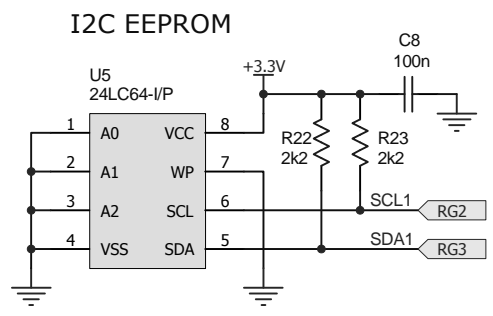 I2C EEPROM
C8
100n
+3.3V
U5
24LC64-I/P
1 A0 VCC 8
2 A1 WP 7
3 A2 SCL 6
4 VSS SDA 5
R22
2k2
R23
2k2
SCL1 RG2
SDA1 RG3